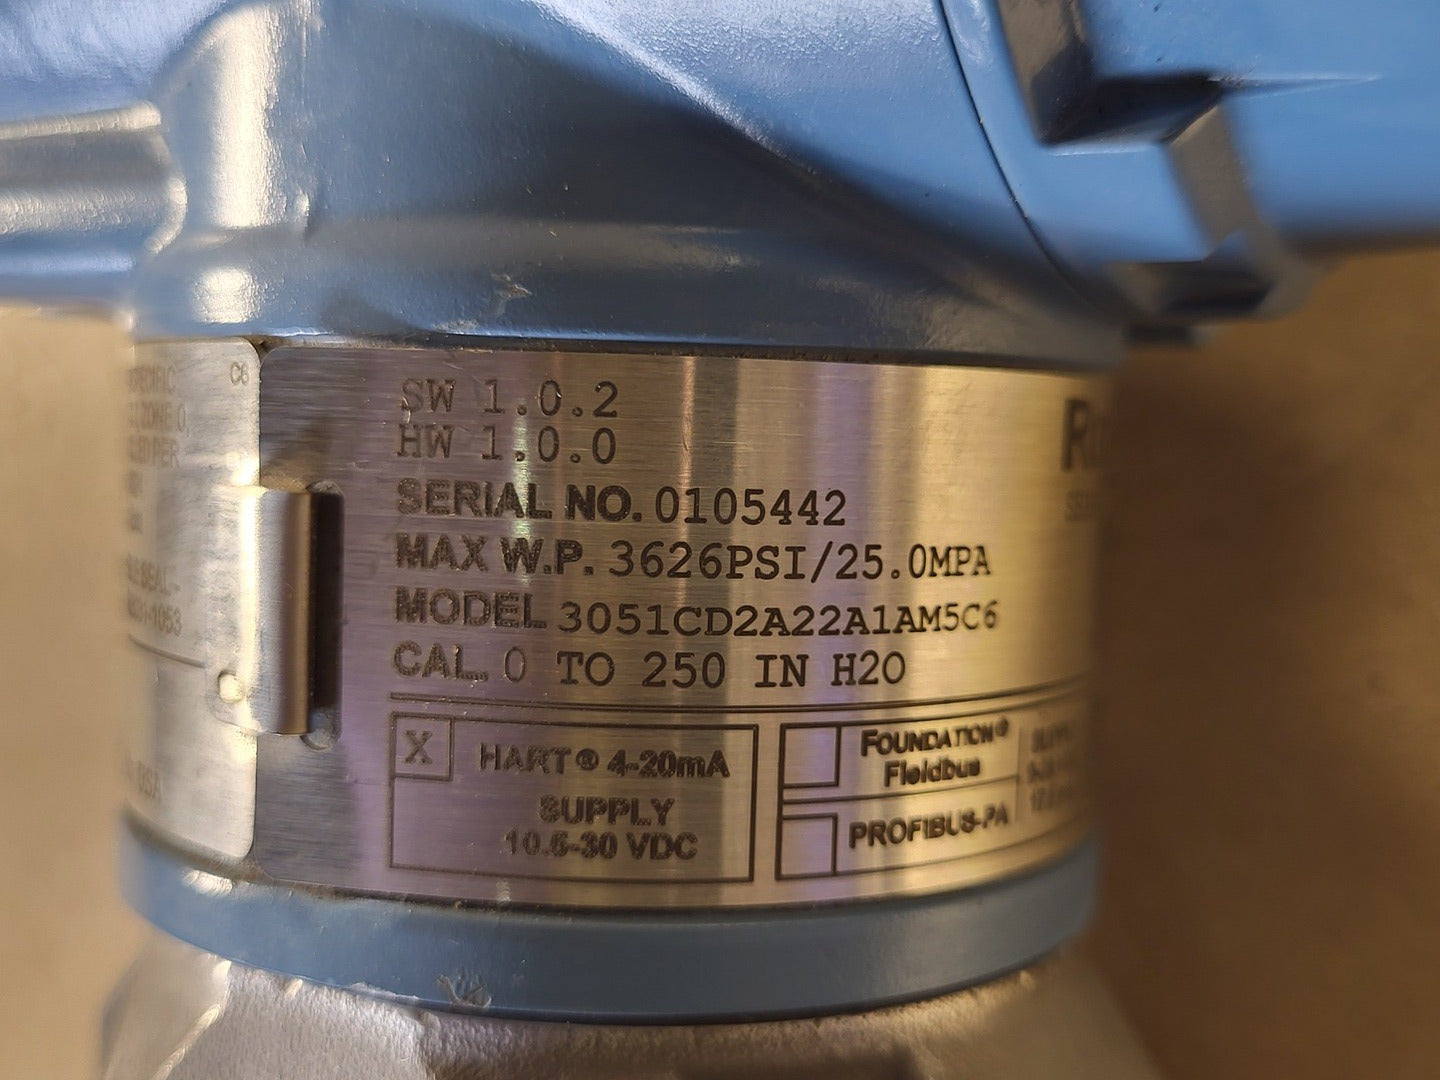 C6
SW 1.0.2
HW 1.0.0
SERIAL NO. 0105442
MAX W.P. 3626PSI/25.0MPA
MODEL 3051CD2A22A1AM5C6
CAL. 0 TO 250 IN H2O
X HART® 4-20mA
SUPPLY
10.5-30 VDC
FOUNDATION®
Fieldbus
PROFIBUS-PA